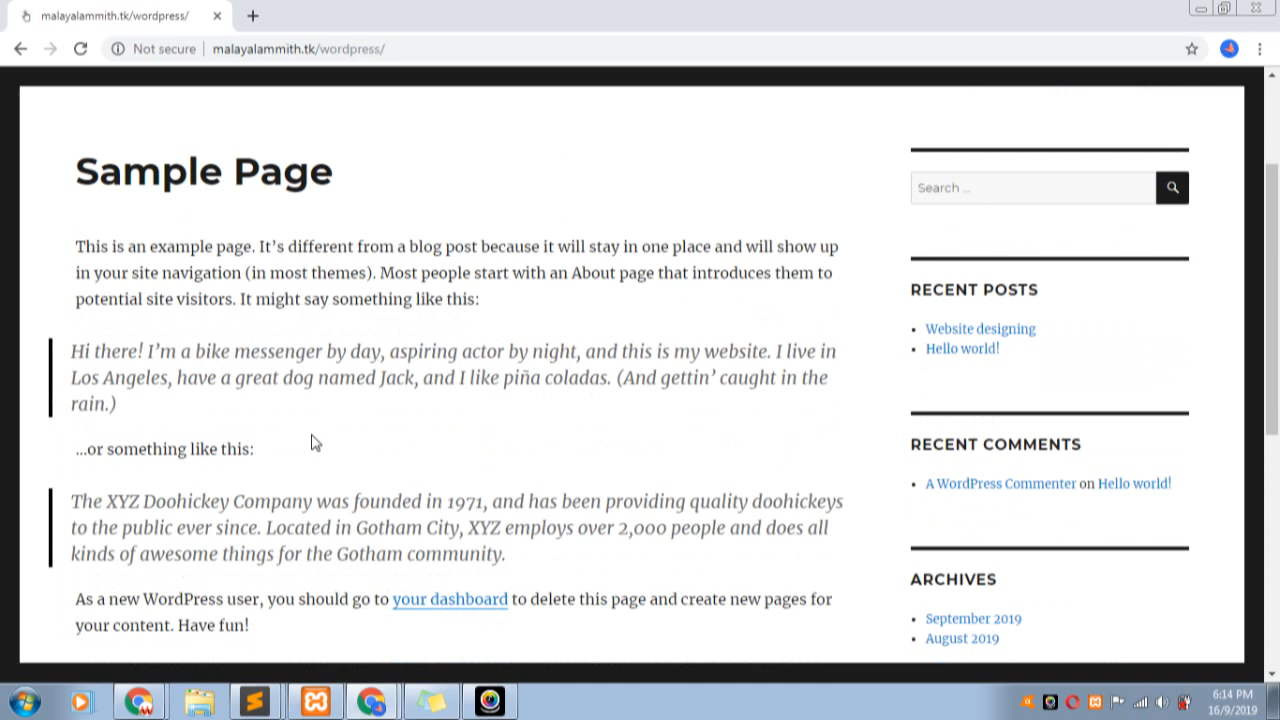 malayalammith.tk/wordpress/
Not secure
malayalammith.tk/wordpress/
Sample Page
This is an example page. It’s different from a blog post because it will stay in one place and will show up
in your site navigation (in most themes). Most people start with an About page that introduces them to
potential site visitors. It might say something like this:
Hi there! I’m a bike messenger by day, aspiring actor by night, and this is my website. I live in
Los Angeles, have a great dog named Jack, and I like piña coladas. (And gettin’ caught in the
rain.)
…or something like this:
The XYZ Doohickey Company was founded in 1971, and has been providing quality doohickeys
to the public ever since. Located in Gotham City, XYZ employs over 2,000 people and does all
kinds of awesome things for the Gotham community.
As a new WordPress user, you should go to your dashboard to delete this page and create new pages for
your content. Have fun!
Search ...
RECENT POSTS
Website designing
Hello world!
RECENT COMMENTS
A WordPress Commenter on Hello world!
ARCHIVES
September 2019
August 2019
6:14 PM
16/9/2019